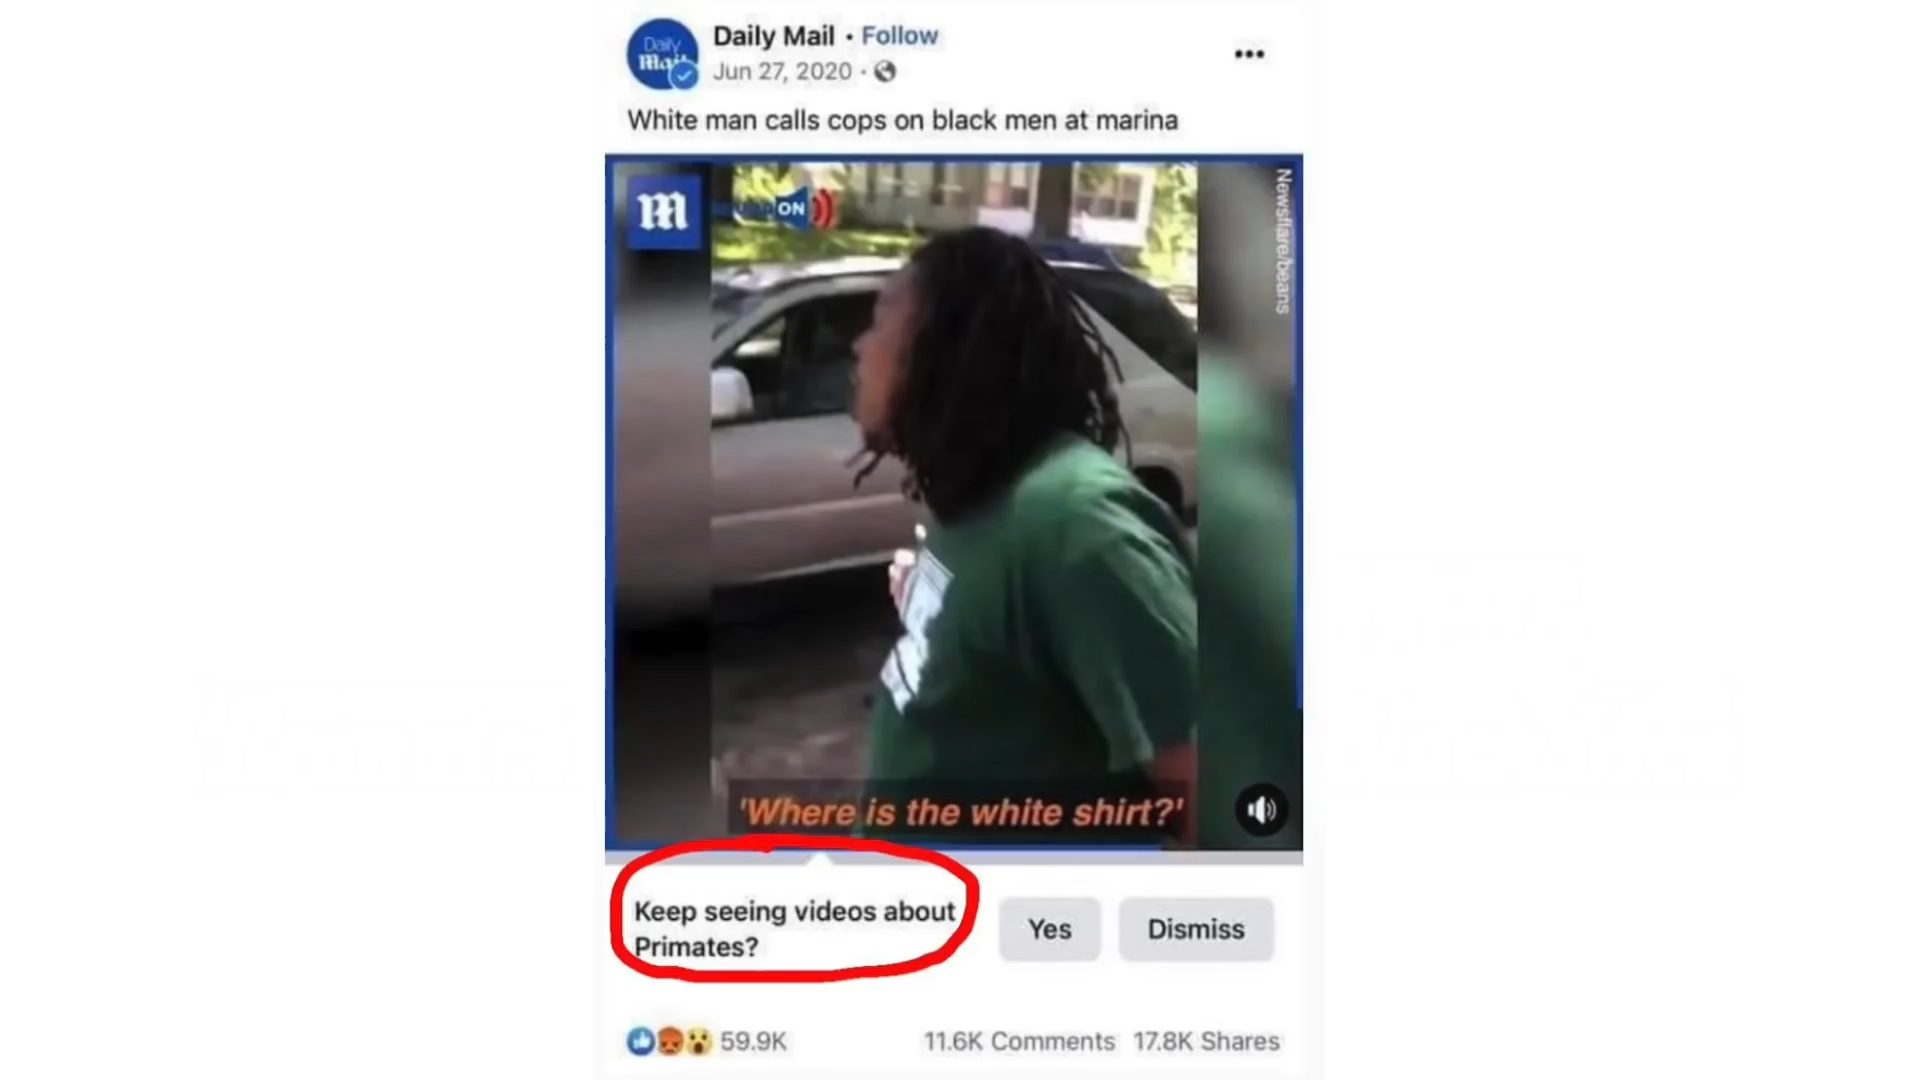 Daily Mail
Daily Mail • Follow
Jun 27, 2020 ·
White man calls cops on black men at marina
M
ON
Newsflare/beans
'Where is the white shirt?'
Keep seeing videos about
Primates?
Yes
Dismiss
59.9K
11.6K Comments 17.8K Shares